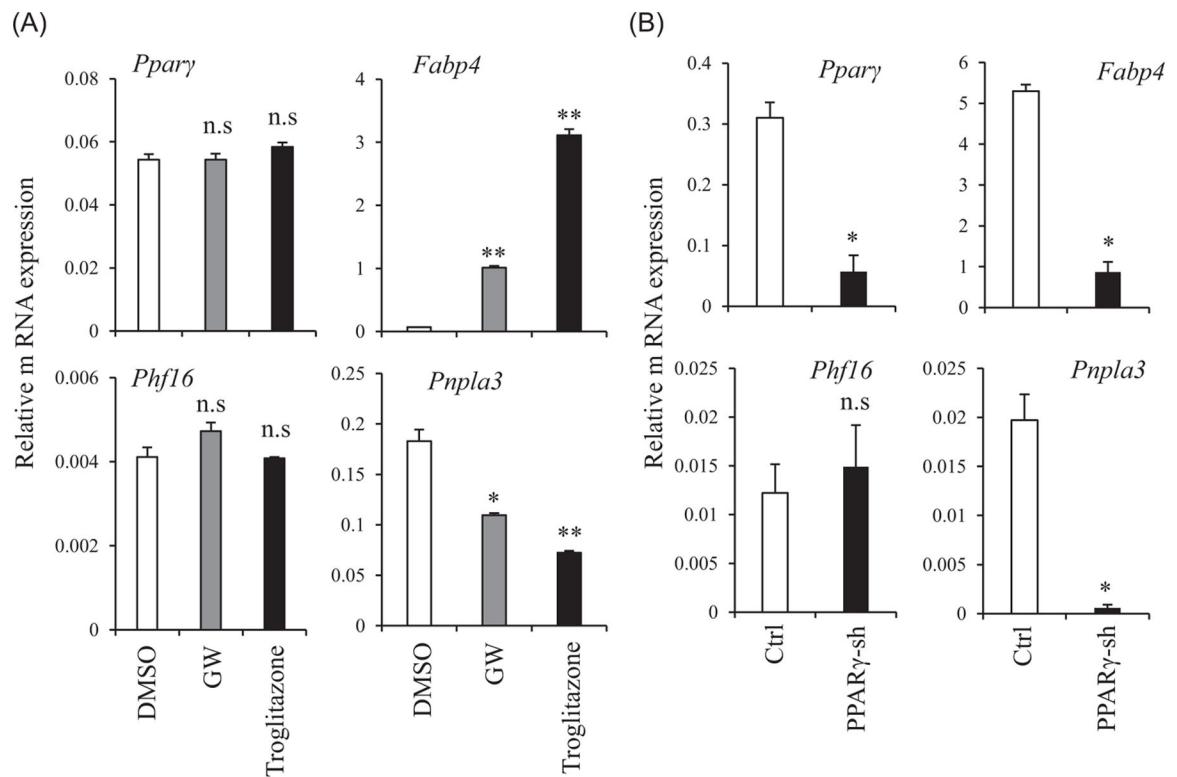 (A)
Relative m RNA expression
Pparγ
0.08
0.06
0.04
0.02
0
n.s
n.s
Fabp4
4
3
2
1
0
**
**
Phf16
0.006
0.004
0.002
0
n.s
n.s
DMSO
GW
Troglitazone
Pnpla3
0.25
0.2
0.15
0.1
0.05
0
*
**
DMSO
GW
Troglitazone
(B)
Relative m RNA expression
Pparγ
0.4
0.3
0.2
0.1
0
*
Fabp4
6
5
4
3
2
1
0
*
Phf16
0.025
0.02
0.015
0.01
0.005
0
n.s
Ctrl
PPARγ-sh
Pnpla3
0.025
0.02
0.015
0.01
0.005
0
*
Ctrl
PPARγ-sh